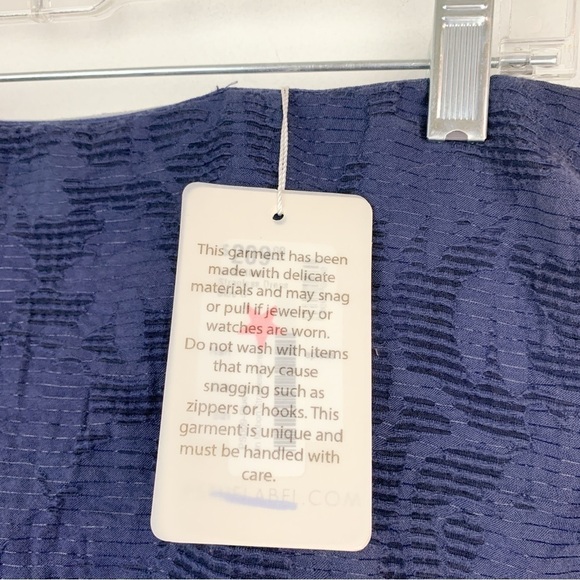 This garment has been
made with delicate
materials and may snag
or pull if jewelry or
watches are worn.
Do not wash with items
that may cause
snagging such as
zippers or hooks. This
garment is unique and
must be handled with
care.
LABEL.COM